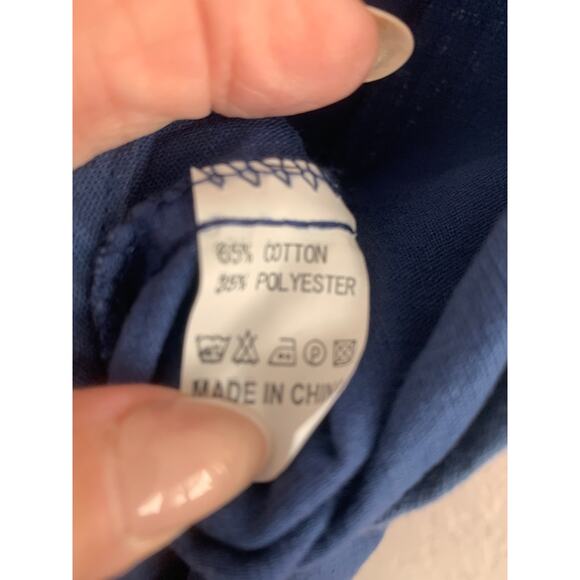 65% COTTON
35% POLYESTER
MADE IN CHIN